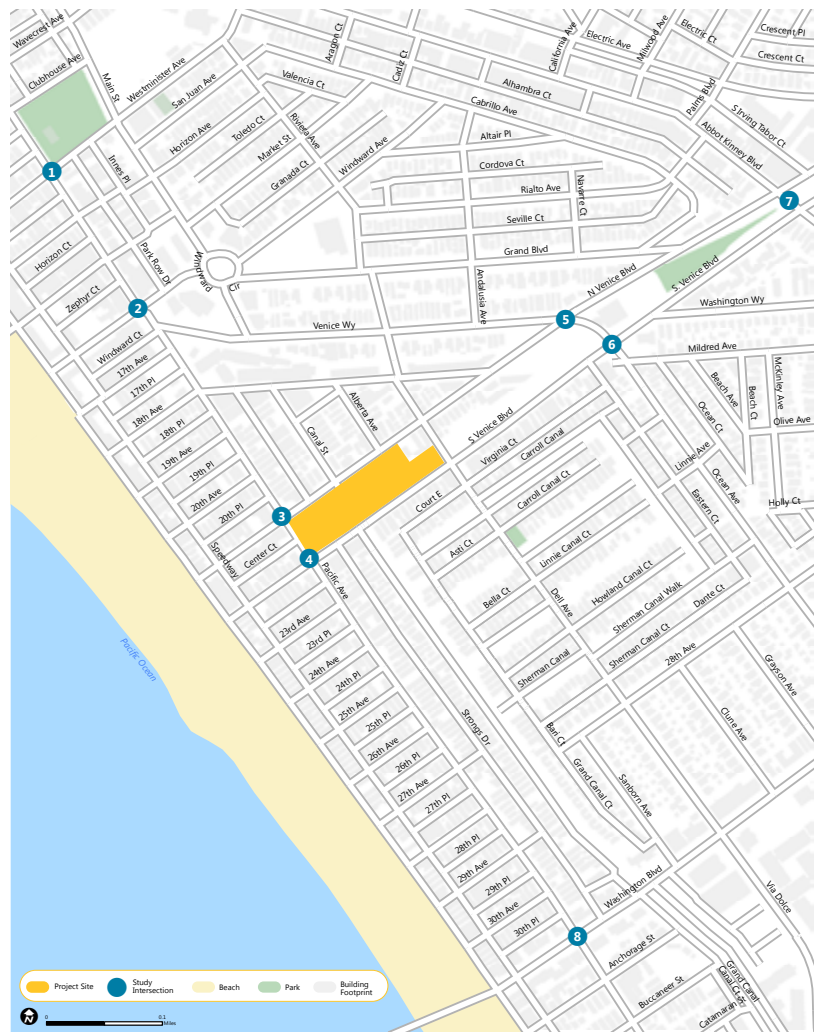 Wavecrest Ave
Clubhouse Ave
Main St
Westminister Ave
San Juan Ave
Horizon Ave
Toledo Ct
Market St
Granada Ct
Riviera Ave
Windward Ave
Valencia Ct
Aragon Ct
Cadiz Ct
California Ave
Electric Ave
Milwood Ave
Electric Ct
Crescent Pl
Crescent Ct
Palms Blvd
Alhambra Ct
Cabrillo Ave
S Irving Tabor Ct
Abbot Kinney Blvd
Altair Pl
Cordova Ct
Rialto Ave
Navarre Ct
Seville Ct
Grand Blvd
1
Innes Pl
Park Row Dr
Windward
Cir
Horizon Ct
Zephyr Ct
2
Windward Ct
17th Ave
17th Pl
18th Ave
18th Pl
19th Ave
19th Pl
20th Ave
20th Pl
Speedway
Center Ct
Venice Wy
Andalusia Ave
N Venice Blvd
S. Venice Blvd
7
5
6
Washington Wy
Mildred Ave
McKinley Ave
Beach Ave
Beach Ct
Olive Ave
Ocean Ct
Linnie Ave
Ocean Ave
Eastern Ct
Holly Ct
Alberta Ave
Canal St
S Venice Blvd
Virginia Ct
Carroll Canal
Carroll Canal Ct
Court E
3
4
Pacific Ave
Asti Ct
Linnie Canal Ct
Bella Ct
Dell Ave
Howland Canal Ct
Sherman Canal Walk
Dante Ct
Sherman Canal Ct
Sherman Canal
28th Ave
Grayson Ave
Clune Ave
Pacific Ocean
23rd Ave
23rd Pl
24th Ave
24th Pl
25th Ave
25th Pl
26th Ave
26th Pl
27th Ave
27th Pl
28th Pl
29th Ave
29th Pl
30th Ave
30th Pl
Strongs Dr
Bari Ct
Grand Canal Ct
Sanborn Ave
Washington Blvd
Via Dolce
8
Anchorage St
Buccaneer St
Catamaran St
Grand Canal
Canal Ct
Project Site
Study
Intersection
Beach
Park
Building
Footprint
0
0.1
Miles